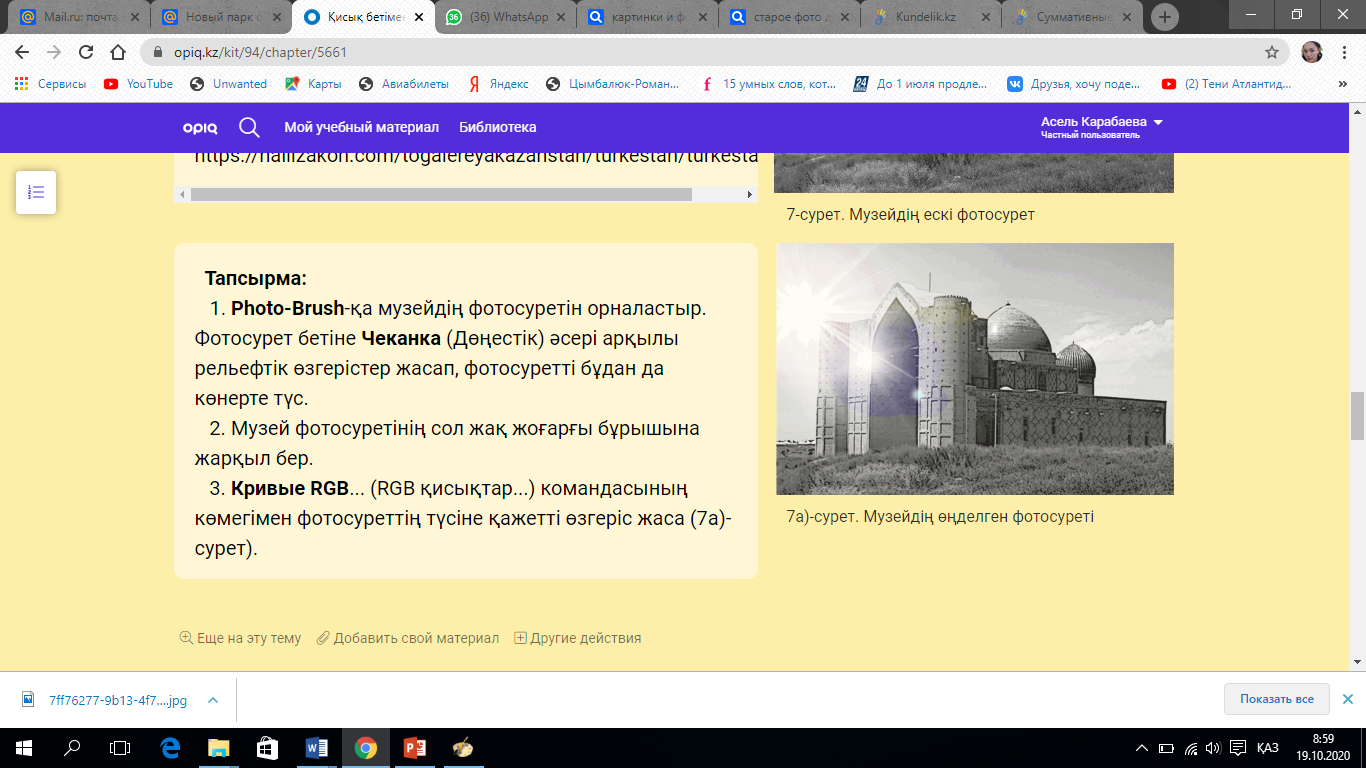 Mail.ru: почта
Новый парк с
Қисық бетіме
36
(36) WhatsApp
картинки и ф
старое фото д
Kundelik.kz
Суммативные
opiq.kz/kit/94/chapter/5661
Сервисы
YouTube
Unwanted
Карты
Авиабилеты
Яндекс
Цымбалюк-Роман...
15 умных слов, кот...
До 1 июля продле...
Друзья, хочу поде...
(2) Тени Атлантид...
»
opiq
Мой учебный материал
Библиотека
Асель Карабаева
Частный пользователь
7-сурет. Музейдің ескі фотосурет
Тапсырма:
1. Photo-Brush-қа музейдің фотосуретін орналастыр.
Фотосурет бетіне Чеканка (Дөңестік) әсері арқылы
рельефтік өзгерістер жасап, фотосуретті бұдан да
көнерте түс.
2. Музей фотосуретінің сол жақ жоғарғы бұрышына
жарқыл бер.
3. Кривые RGB... (RGB қисықтар...) командасының
көмегімен фотосуреттің түсіне қажетті өзгеріс жаса (7а)-
сурет).
7а)-сурет. Музейдің өңделген фотосуреті
Еще на эту тему
Добавить свой материал
Другие действия
7ff76277-9b13-4f7....jpg
Показать все
ҚАЗ
8:59
19.10.2020